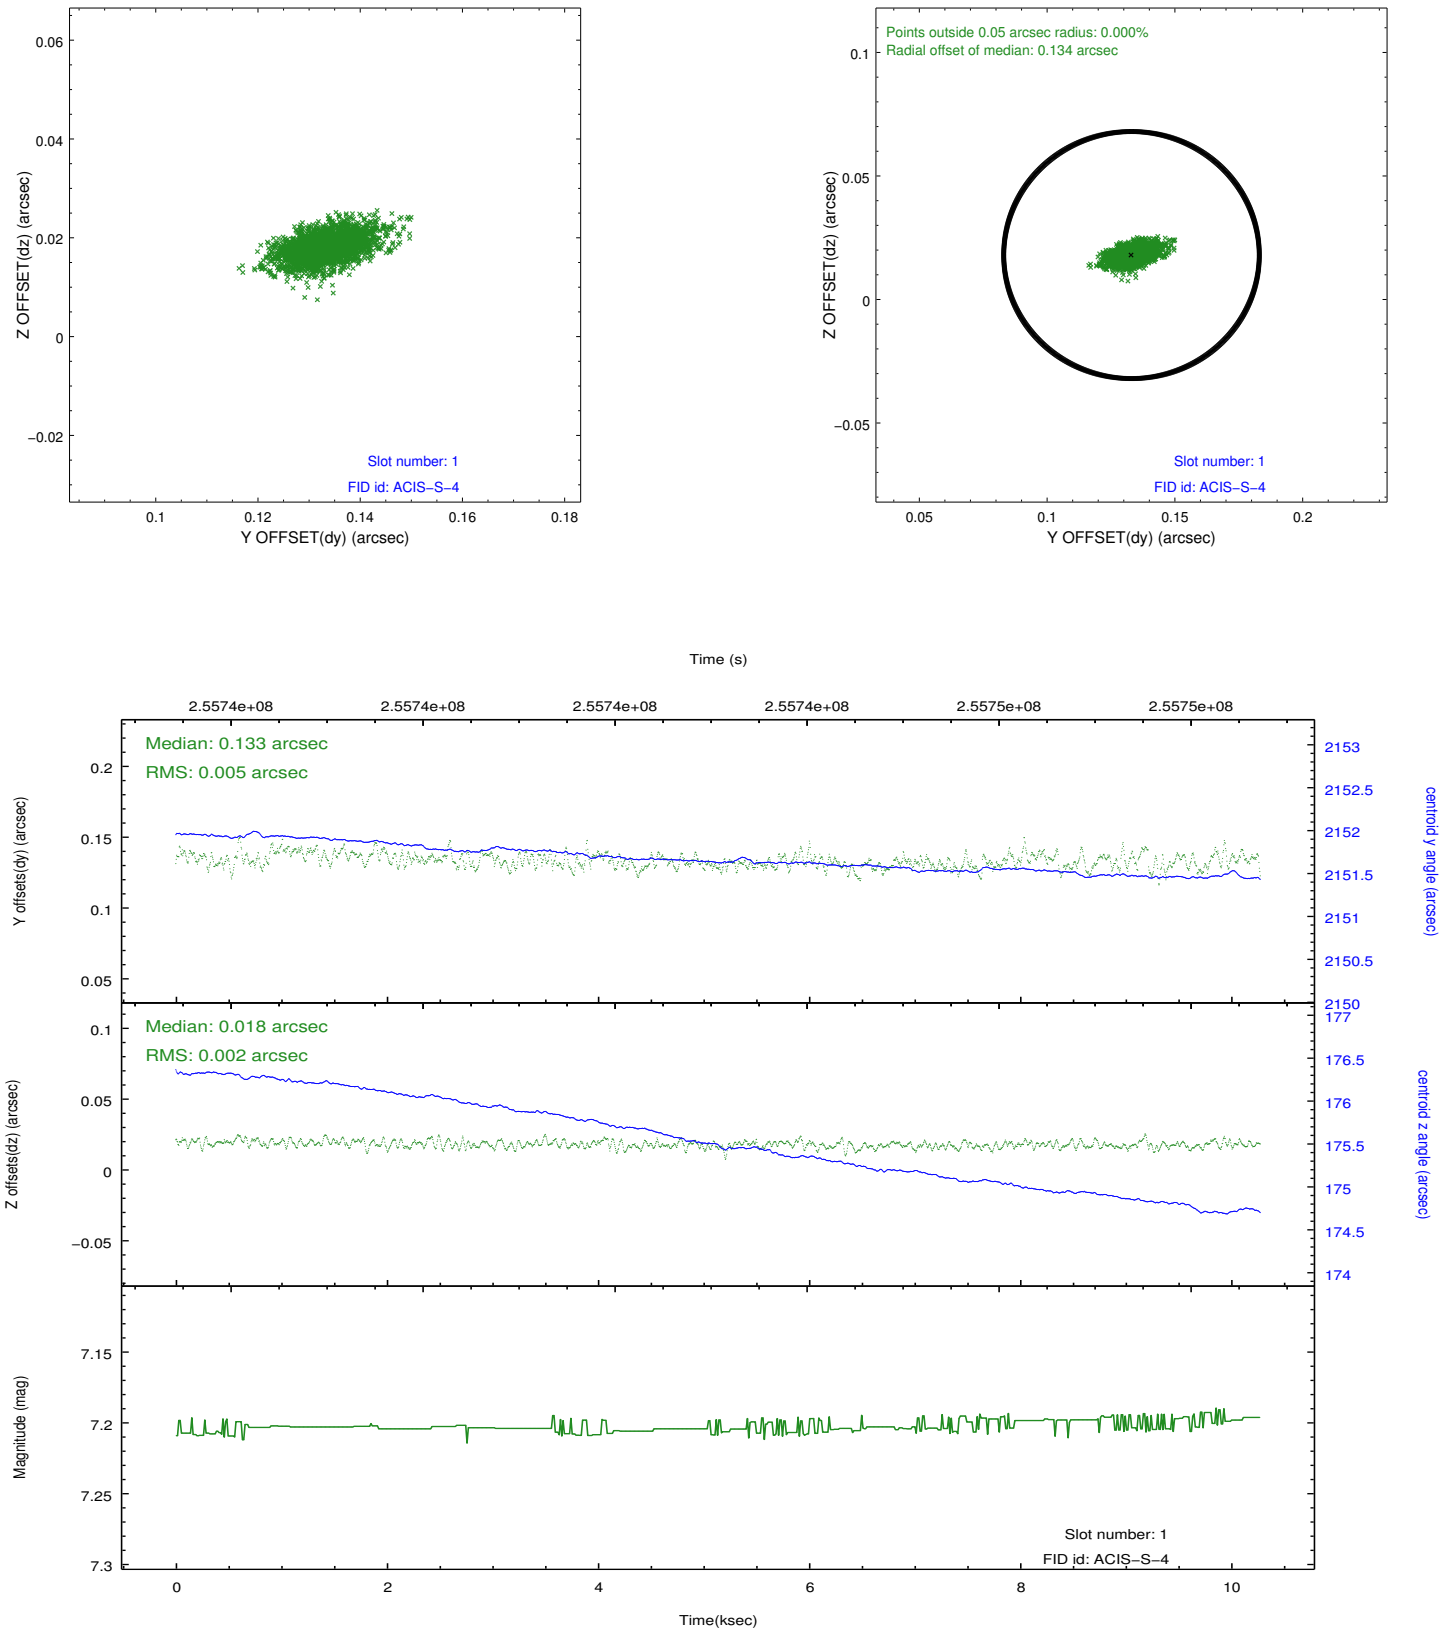 0.06
0.04
0.02
0
−0.02
Z OFFSET(dz) (arcsec)
Slot number: 1
FID id: ACIS−S−4
0.1 0.12 0.14 0.16 0.18
Y OFFSET(dy) (arcsec)
Points outside 0.05 arcsec radius: 0.000%
Radial offset of median: 0.134 arcsec
0.1
0.05
0
−0.05
Z OFFSET(dz) (arcsec)
Slot number: 1
FID id: ACIS−S−4
0.05 0.1 0.15 0.2
Y OFFSET(dy) (arcsec)
Time (s)
2.5574e+08 2.5574e+08 2.5574e+08 2.5574e+08 2.5575e+08 2.5575e+08
Median: 0.133 arcsec
RMS: 0.005 arcsec
0.2
0.15
0.1
0.05
Y offsets(dy) (arcsec)
2153
2152.5
2152
2151.5
2151
2150.5
2150
centroid y angle (arcsec)
Median: 0.018 arcsec
RMS: 0.002 arcsec
0.1
0.05
0
−0.05
Z offsets(dz) (arcsec)
177
176.5
176
175.5
175
174.5
174
centroid z angle (arcsec)
7.15
7.2
7.25
7.3
Magnitude (mag)
Slot number: 1
FID id: ACIS−S−4
0 2 4 6 8 10
Time(ksec)